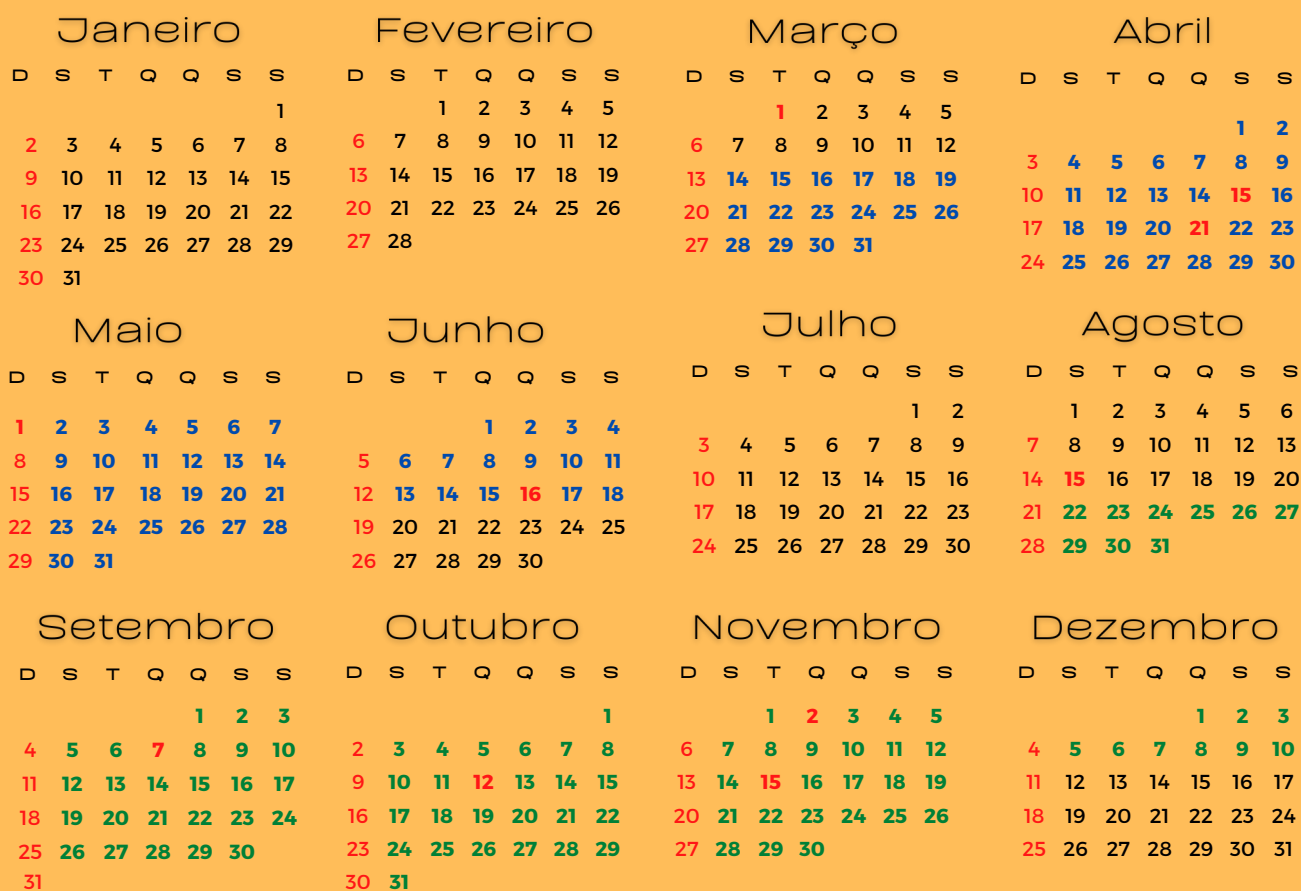 Janeiro
D S T Q Q S S
1
2 3 4 5 6 7 8
9 10 11 12 13 14 15
16 17 18 19 20 21 22
23 24 25 26 27 28 29
30 31
Fevereiro
D S T Q Q S S
1 2 3 4 5
6 7 8 9 10 11 12
13 14 15 16 17 18 19
20 21 22 23 24 25 26
27 28
Março
D S T Q Q S S
1 2 3 4 5
6 7 8 9 10 11 12
13 14 15 16 17 18 19
20 21 22 23 24 25 26
27 28 29 30 31
Abril
D S T Q Q S S
1 2
3 4 5 6 7 8 9
10 11 12 13 14 15 16
17 18 19 20 21 22 23
24 25 26 27 28 29 30
Maio
D S T Q Q S S
1 2 3 4 5 6 7
8 9 10 11 12 13 14
15 16 17 18 19 20 21
22 23 24 25 26 27 28
29 30 31
Junho
D S T Q Q S S
1 2 3 4
5 6 7 8 9 10 11
12 13 14 15 16 17 18
19 20 21 22 23 24 25
26 27 28 29 30
Julho
D S T Q Q S S
1 2
3 4 5 6 7 8 9
10 11 12 13 14 15 16
17 18 19 20 21 22 23
24 25 26 27 28 29 30
Agosto
D S T Q Q S S
1 2 3 4 5 6
7 8 9 10 11 12 13
14 15 16 17 18 19 20
21 22 23 24 25 26 27
28 29 30 31
Setembro
D S T Q Q S S
1 2 3
4 5 6 7 8 9 10
11 12 13 14 15 16 17
18 19 20 21 22 23 24
25 26 27 28 29 30
31
Outubro
D S T Q Q S S
1
2 3 4 5 6 7 8
9 10 11 12 13 14 15
16 17 18 19 20 21 22
23 24 25 26 27 28 29
30 31
Novembro
D S T Q Q S S
1 2 3 4 5
6 7 8 9 10 11 12
13 14 15 16 17 18 19
20 21 22 23 24 25 26
27 28 29 30
Dezembro
D S T Q Q S S
1 2 3
4 5 6 7 8 9 10
11 12 13 14 15 16 17
18 19 20 21 22 23 24
25 26 27 28 29 30 31